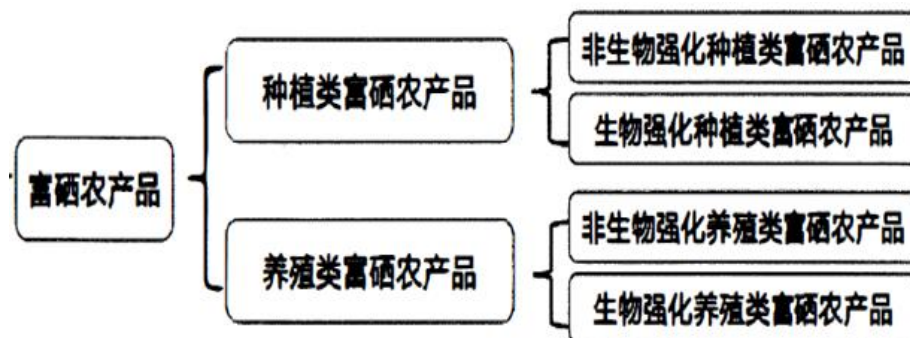 富硒农产品
种植类富硒农产品
非生物强化种植类富硒农产品
生物强化种植类富硒农产品
养殖类富硒农产品
非生物强化养殖类富硒农产品
生物强化养殖类富硒农产品